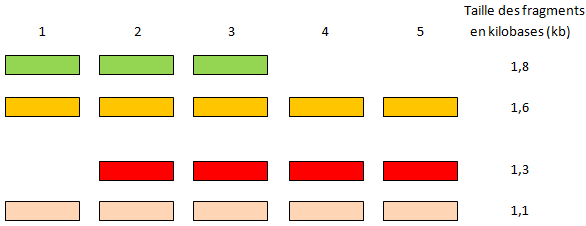 Taille des fragments
en kilobases (kb)
1 2 3 4 5
1,8
1,6
1,3
1,1